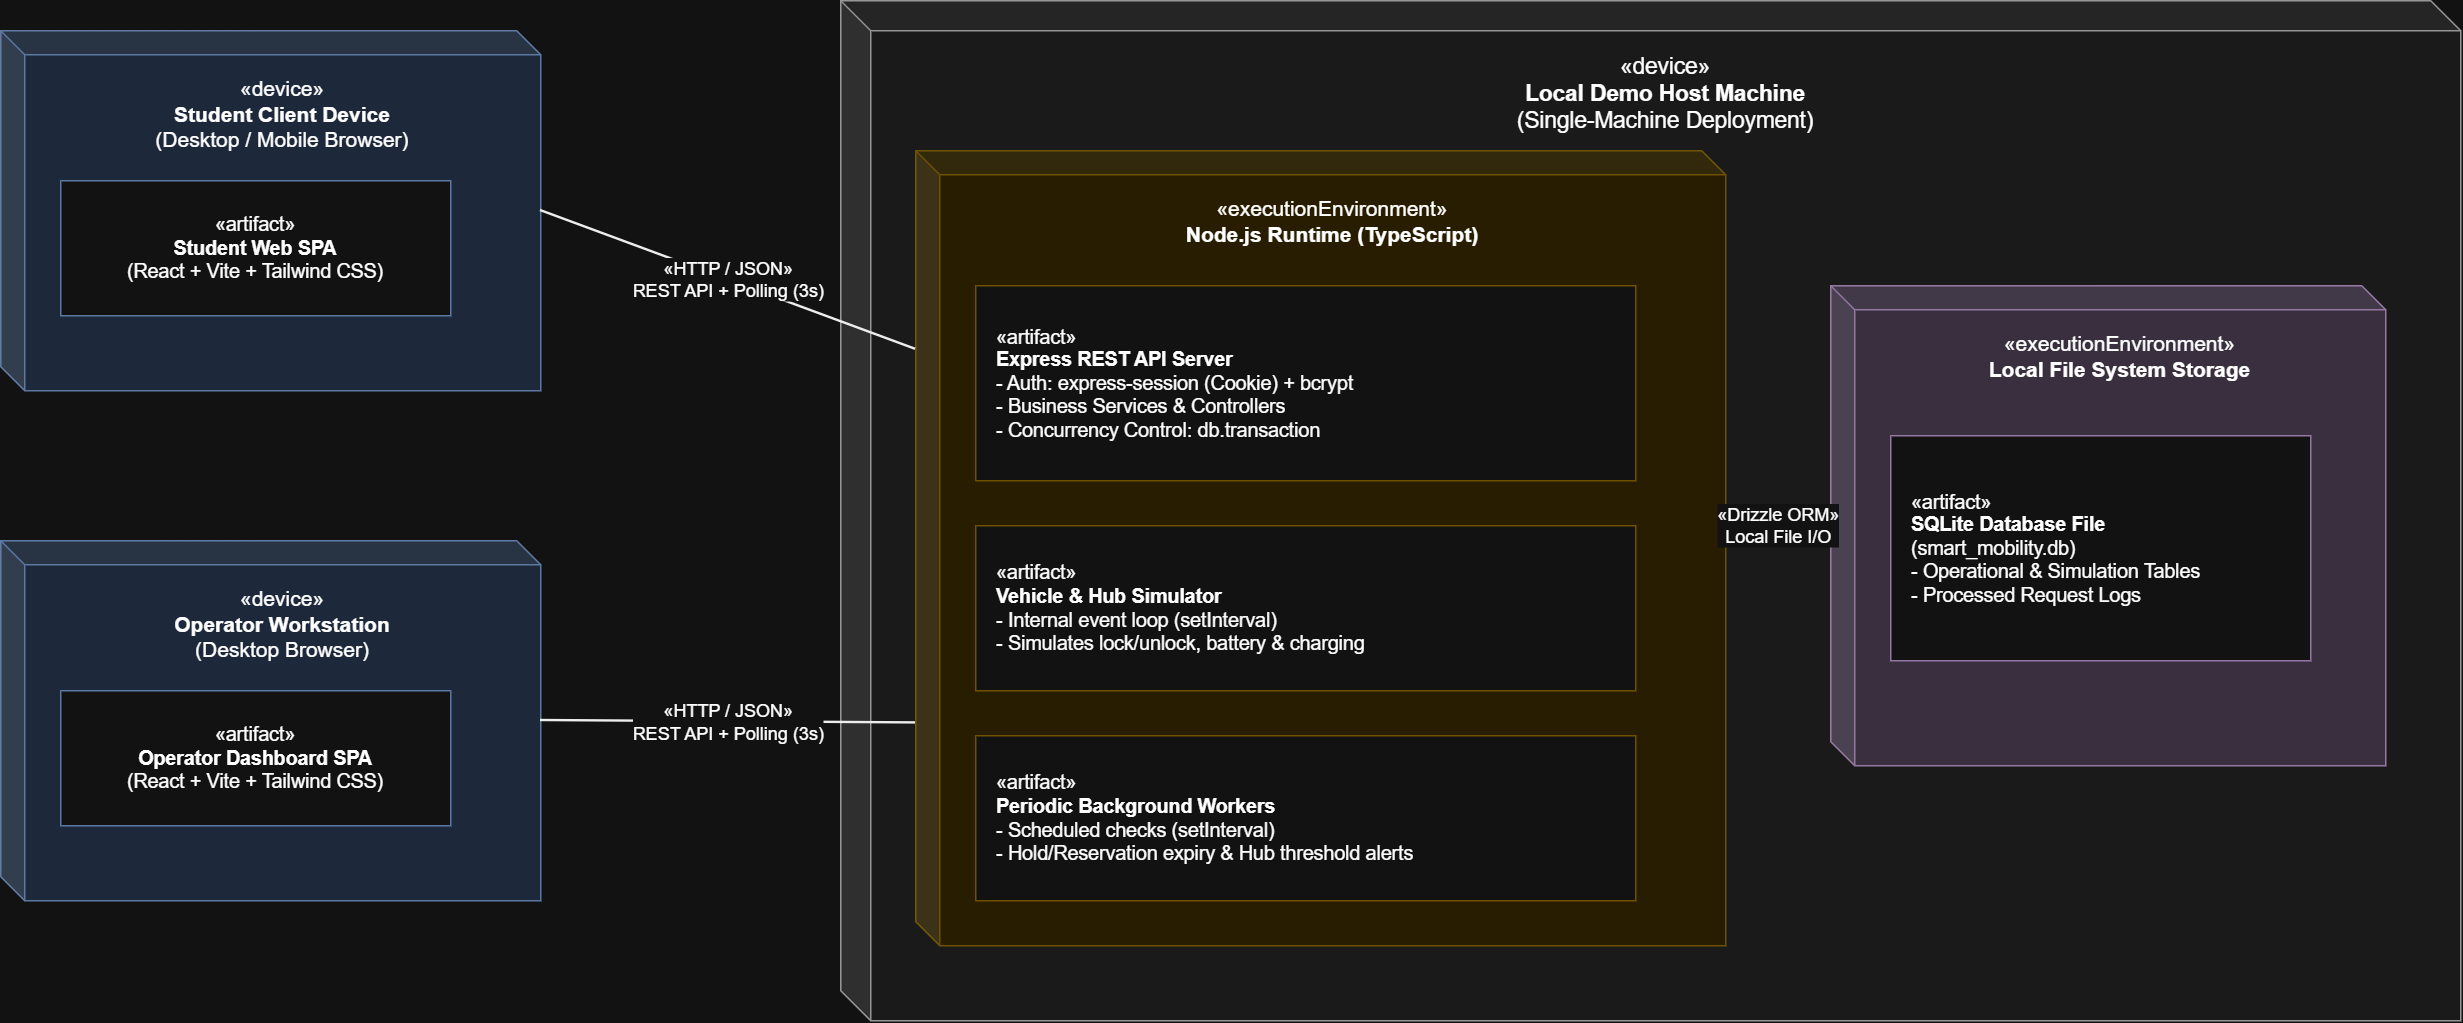 «device»
Student Client Device
(Desktop / Mobile Browser)
«artifact»
Student Web SPA
(React + Vite + Tailwind CSS)
«HTTP / JSON»
REST API + Polling (3s)
«device»
Operator Workstation
(Desktop Browser)
«artifact»
Operator Dashboard SPA
(React + Vite + Tailwind CSS)
«HTTP / JSON»
REST API + Polling (3s)
«device»
Local Demo Host Machine
(Single-Machine Deployment)
«executionEnvironment»
Node.js Runtime (TypeScript)
«artifact»
Express REST API Server
- Auth: express-session (Cookie) + bcrypt
- Business Services & Controllers
- Concurrency Control: db.transaction
«artifact»
Vehicle & Hub Simulator
- Internal event loop (setInterval)
- Simulates lock/unlock, battery & charging
«artifact»
Periodic Background Workers
- Scheduled checks (setInterval)
- Hold/Reservation expiry & Hub threshold alerts
«Drizzle ORM»
Local File I/O
«executionEnvironment»
Local File System Storage
«artifact»
SQLite Database File
(smart_mobility.db)
- Operational & Simulation Tables
- Processed Request Logs